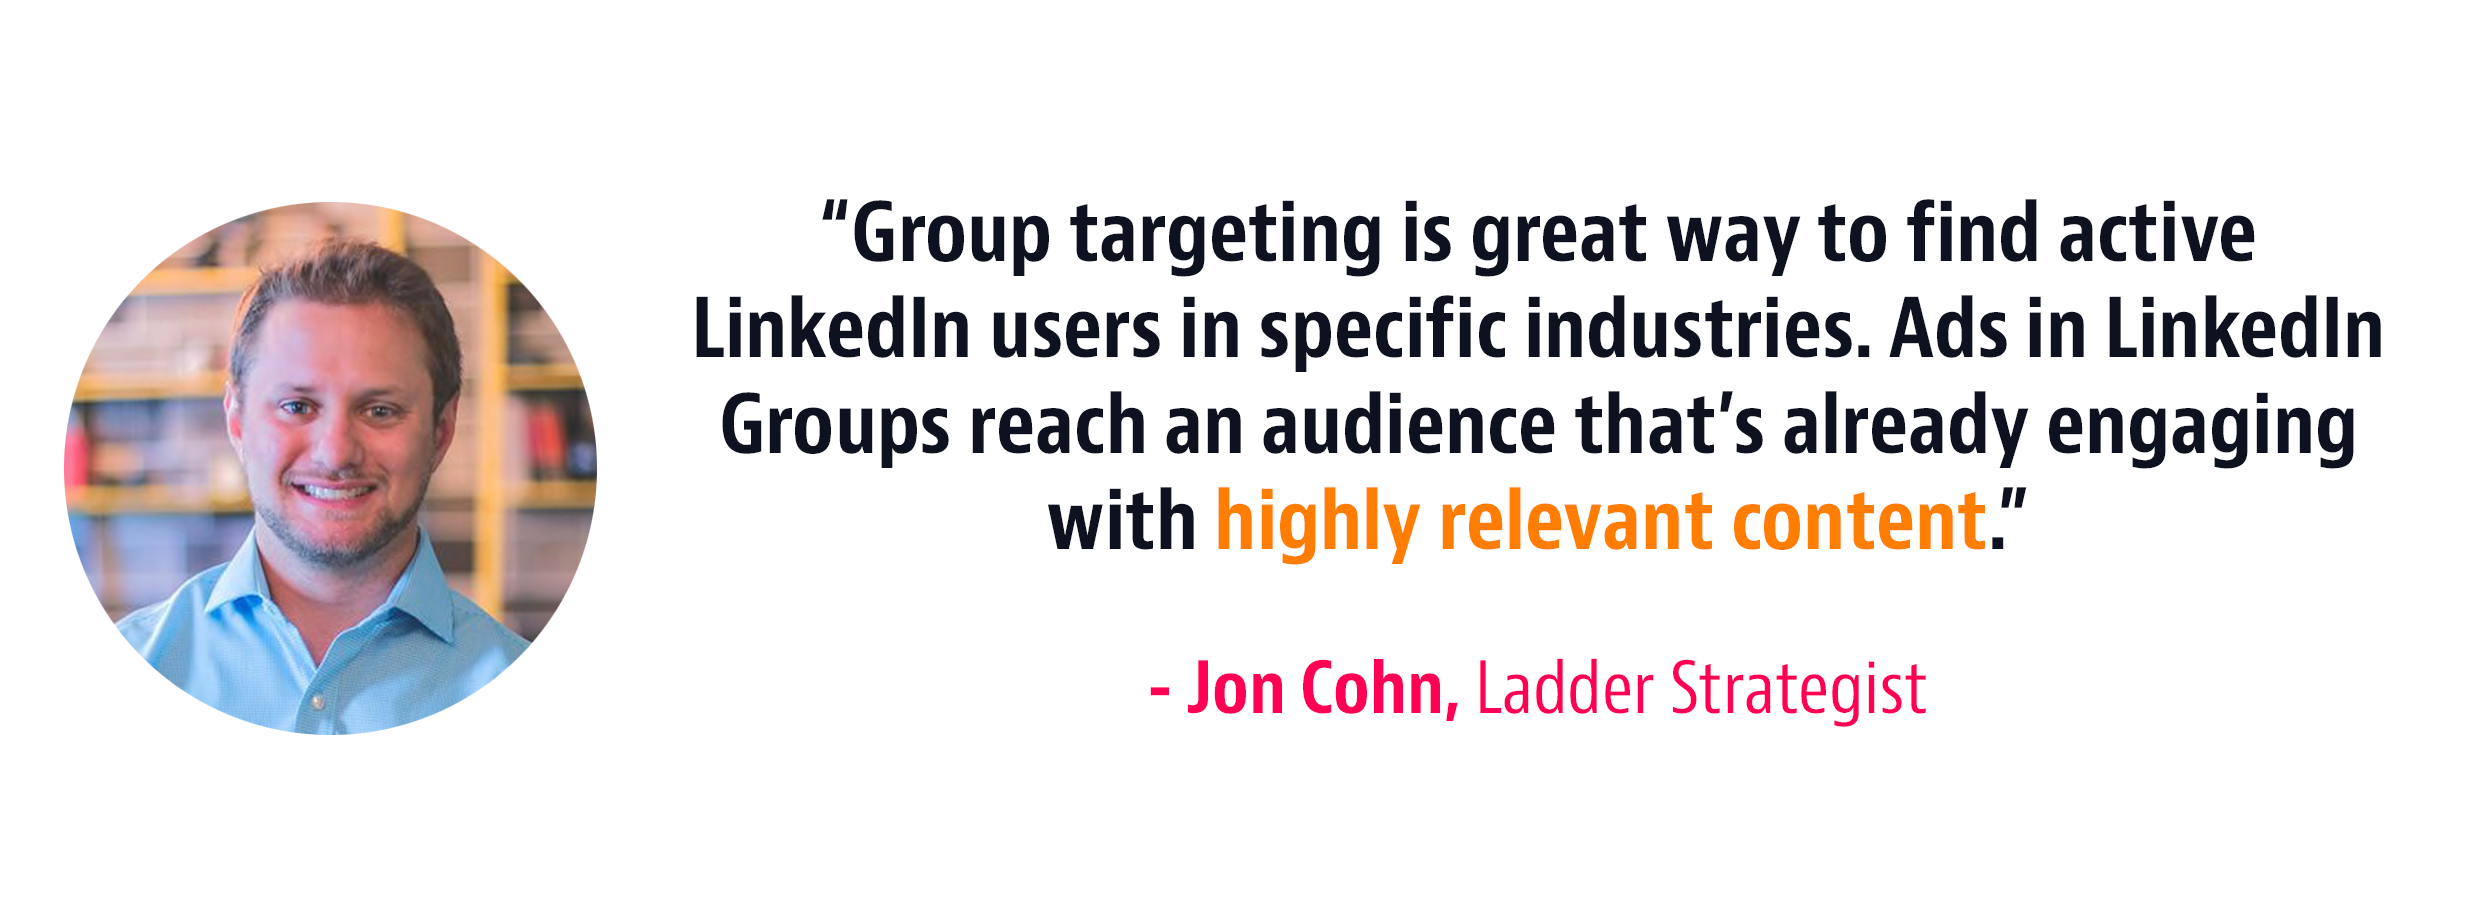 “Group targeting is great way to find active
LinkedIn users in specific industries. Ads in LinkedIn
Groups reach an audience that’s already engaging
with highly relevant content.”
- Jon Cohn, Ladder Strategist